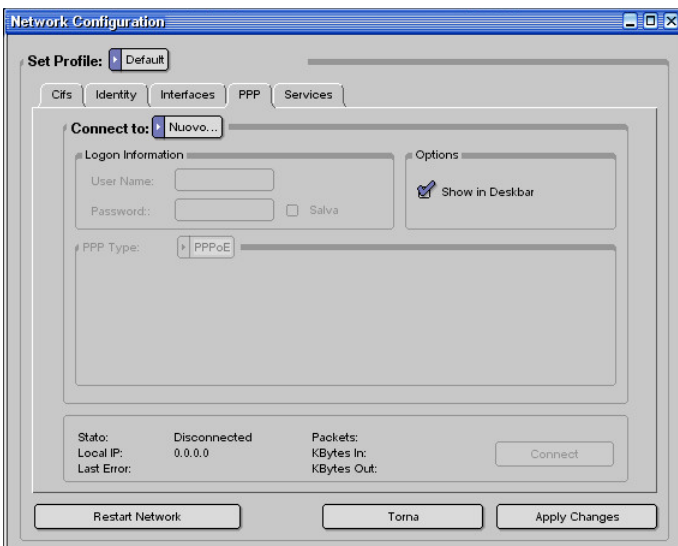 Network Configuration
Set Profile: Default
Cifs Identity Interfaces PPP Services
Connect to: Nuovo...
Logon Information
User Name:
Password::
Salva
Options
Show in Deskbar
PPP Type: PPPoE
Stato: Disconnected
Local IP: 0.0.0.0
Last Error:
Packets:
KBytes In:
KBytes Out:
Connect
Restart Network
Torna
Apply Changes